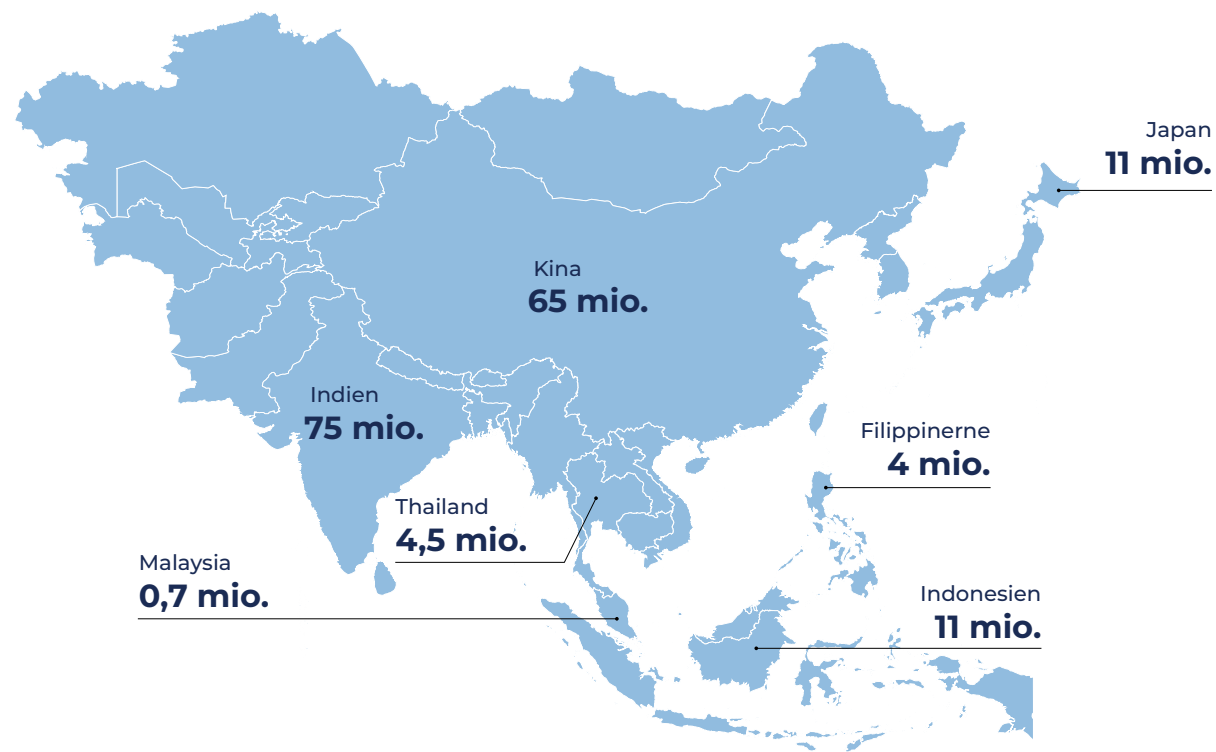 Japan
11 mio.
Kina
65 mio.
Indien
75 mio.
Filippinerne
4 mio.
Thailand
4,5 mio.
Malaysia
0,7 mio.
Indonesien
11 mio.